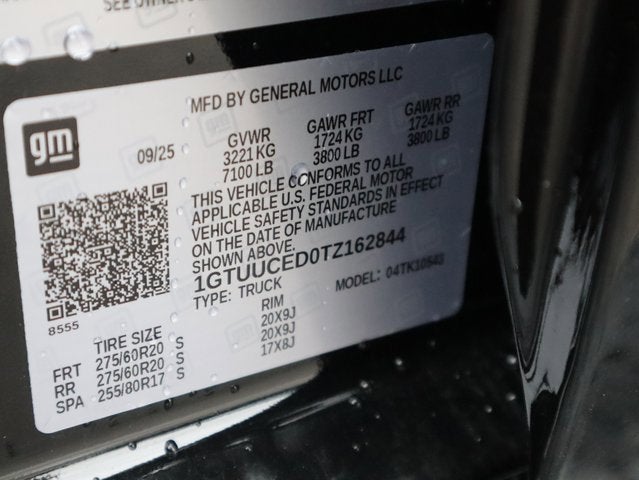 SEE OWNER
MFD BY GENERAL MOTORS LLC
gm
09/25
GVWR GAWR FRT GAWR RR
3221 KG 1724 KG 1724 KG
7100 LB 3800 LB 3800 LB
THIS VEHICLE CONFORMS TO ALL
APPLICABLE U.S. FEDERAL MOTOR
VEHICLE SAFETY STANDARDS IN EFFECT
ON THE DATE OF MANUFACTURE
SHOWN ABOVE.
1GTUUCED0TZ162844
TYPE: TRUCK MODEL: 04TK10543
8555
TIRE SIZE RIM
FRT 275/60R20 S 20X9J
RR 275/60R20 S 20X9J
SPA 255/80R17 S 17X8J